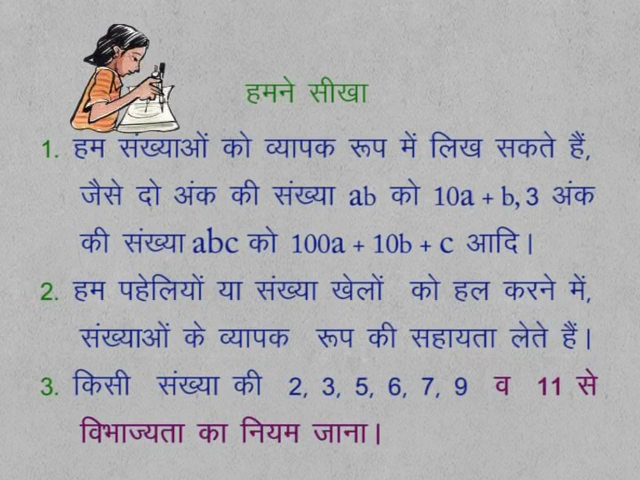 हमने सीखा
1. हम संख्याओं को व्यापक रूप में लिख सकते हैं,
जैसे दो अंक की संख्या ab को 10a + b, 3 अंक
की संख्या abc को 100a + 10b + c आदि।
2. हम पहेलियों या संख्या खेलों को हल करने में,
संख्याओं के व्यापक रूप की सहायता लेते हैं।
3. किसी संख्या की 2, 3, 5, 6, 7, 9 व 11 से
विभाज्यता का नियम जाना।